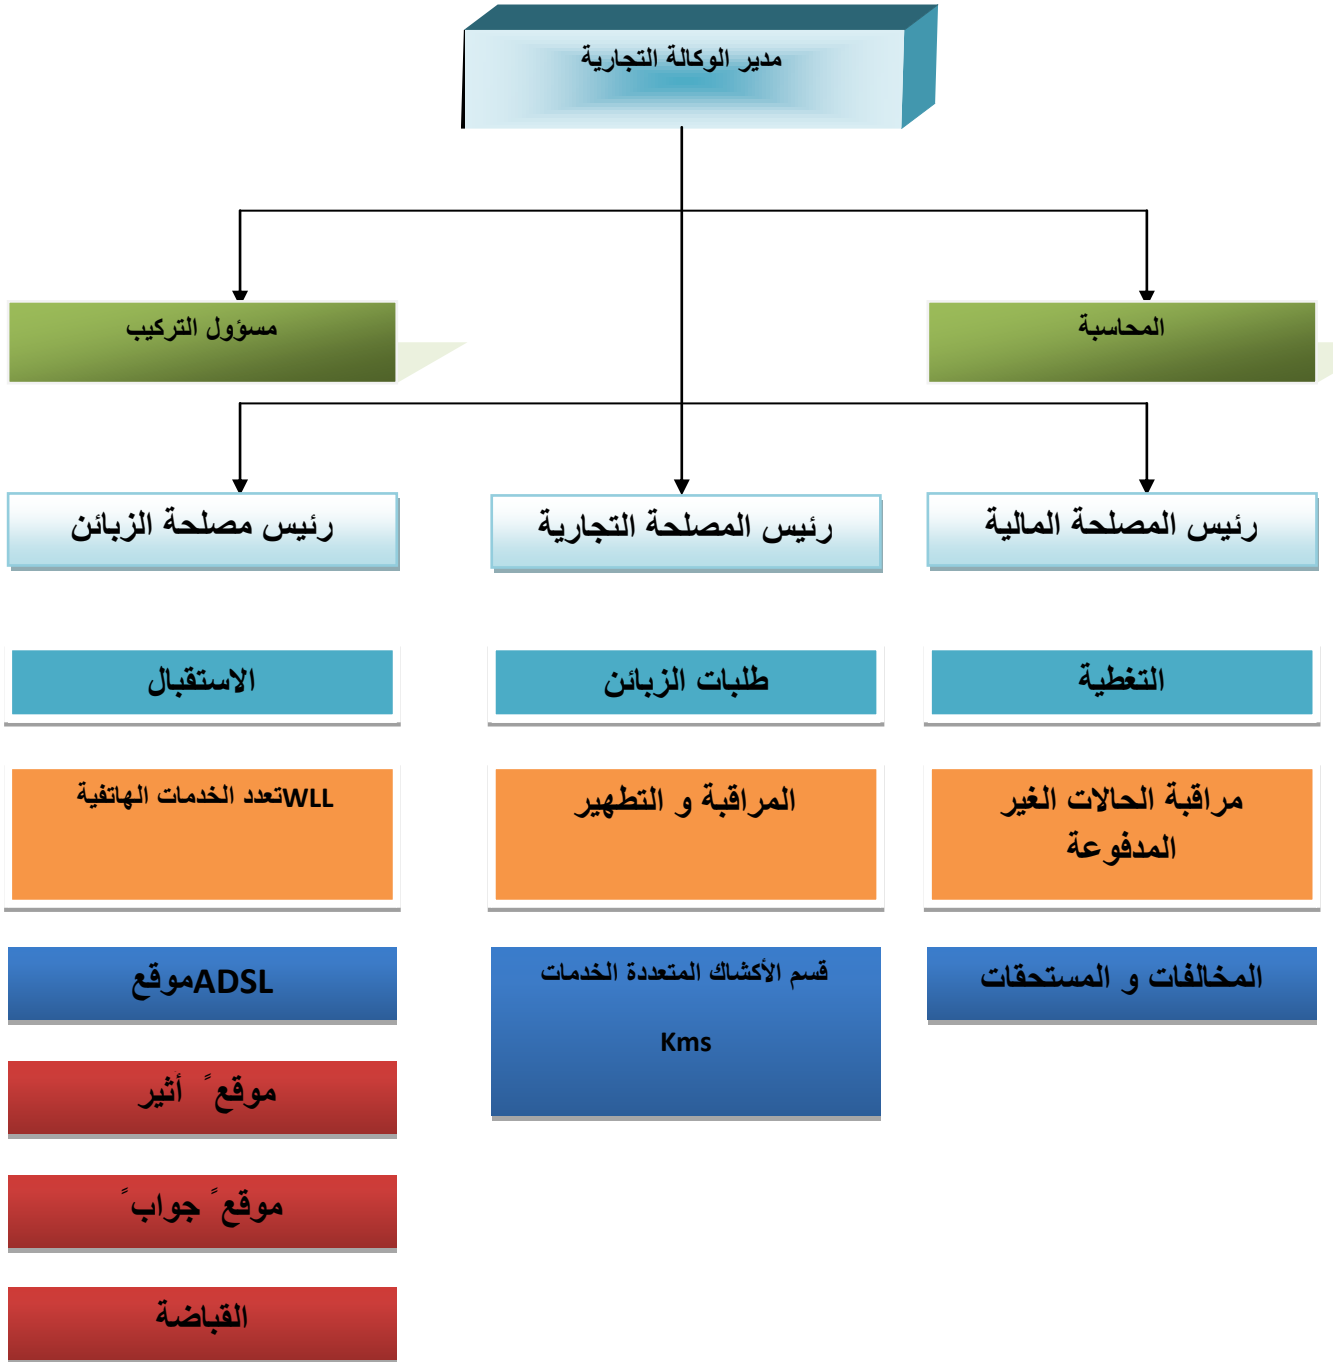 مدير الوكالة التجارية
المحاسبة
مسؤول التركيب
رئيس المصلحة المالية
رئيس المصلحة التجارية
رئيس مصلحة الزبائن
التغطية
طلبات الزبائن
الاستقبال
مراقبة الحالات الغير
المدفوعة
المراقبة و التطهير
WLLتعدد الخدمات الهاتفية
المخالفات و المستحقات
قسم الأكشاك المتعددة الخدمات
Kms
ADSLموقع
موقع ً أثير
موقع ً جواب ً
القباضة